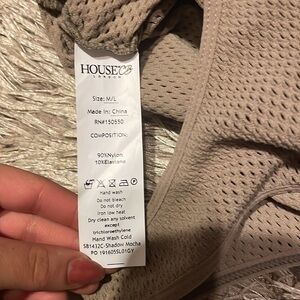 HOUSE OF CB
LONDON
Size: M/L
Made in: China
RN#150550
COMPOSITION:
90%Nylon
10%Elastane
Hand wash
Do not bleach
Do not dry
Iron low heat,
Dry clean any solvent
except
trichloroethylene
Hand Wash Cold
SB1432C-Shadow Mocha
PO 191605SL01GY